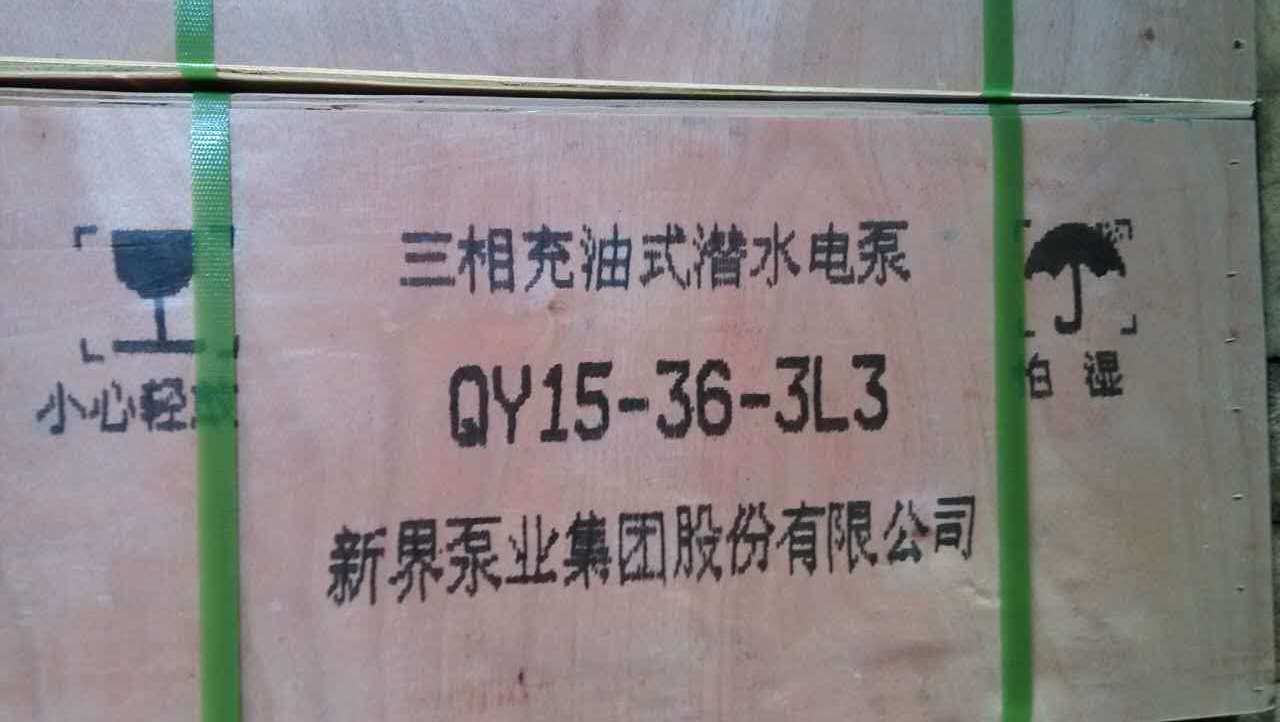 三相充油式潜水电泵
小心轻
湿
QY15-36-3L3
新界泵业集团股份有限公司